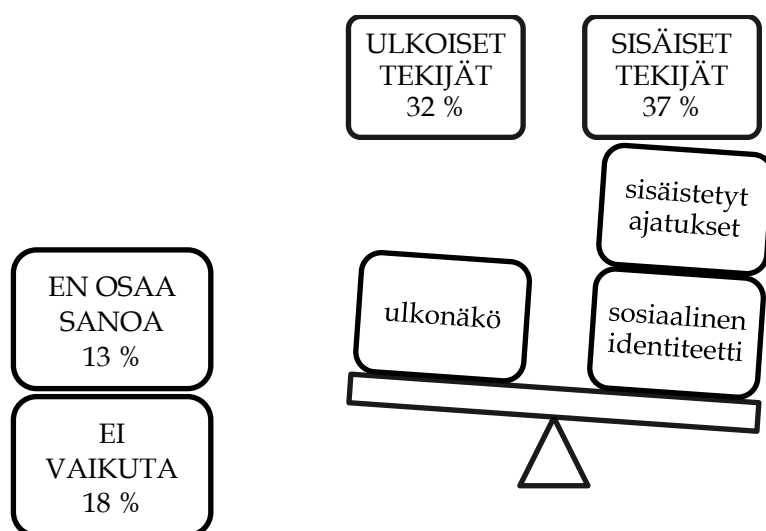 ULKOISET
TEKIJÄT
32 %
SISÄISET
TEKIJÄT
37 %
sisäistetyt
ajatukset
ulkonäkö
sosiaalinen
identiteetti
EN OSAA
SANOA
13 %
EI
VAIKUTA
18 %